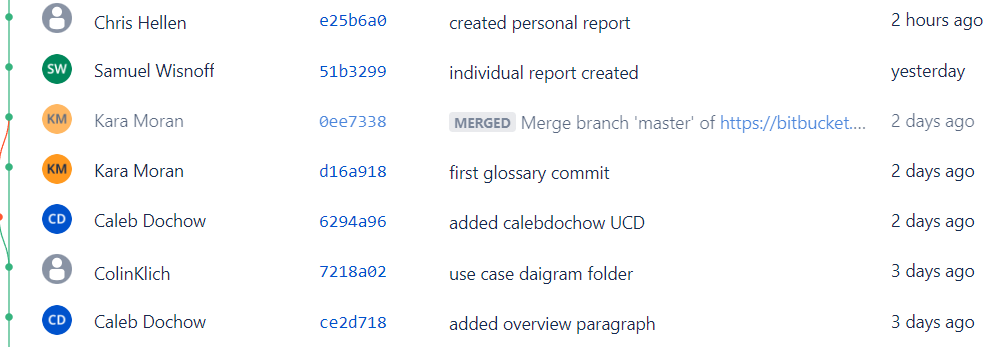 Chris Hellen e25b6a0 created personal report 2 hours ago
SW Samuel Wisnoff 51b3299 individual report created yesterday
KM Kara Moran 0ee7338 MERGED Merge branch 'master' of https://bitbucket.... 2 days ago
KM Kara Moran d16a918 first glossary commit 2 days ago
CD Caleb Dochow 6294a96 added calebdochow UCD 2 days ago
ColinKlich 7218a02 use case daigram folder 3 days ago
CD Caleb Dochow ce2d718 added overview paragraph 3 days ago